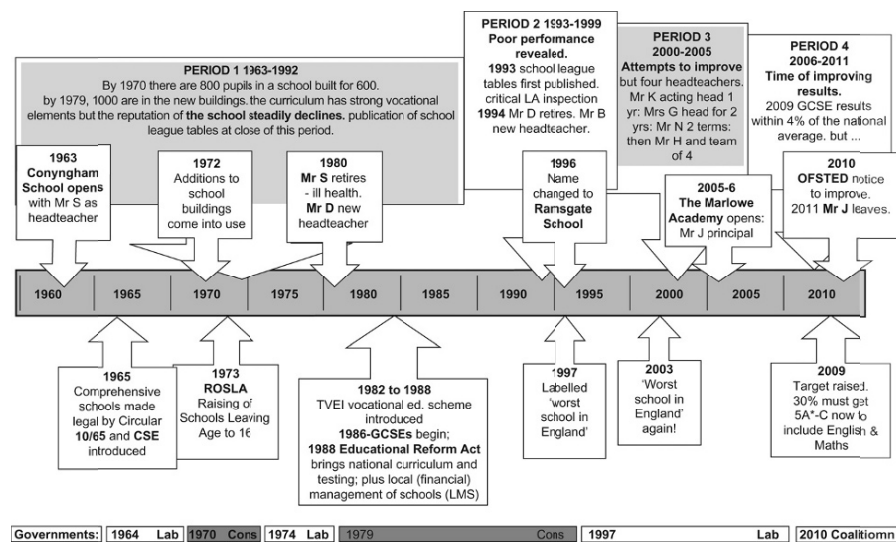 PERIOD 1 1963-1992
By 1970 there are 800 pupils in a school built for 600.
by 1979, 1000 are in the new buildings. the curriculum has strong vocational
elements but the reputation of the school steadily declines. publication of
school league tables at close of this period.
PERIOD 2 1993-1999
Poor performance
revealed.
1993 school league
tables first published.
critical LA inspection
1994 Mr D retires. Mr B
new headteacher.
PERIOD 3
2000-2005
Attempts to improve
but four headteachers.
Mr K acting head 1
yr: Mrs G head for 2
yrs: Mr N 2 terms:
then Mr H and team
of 4
PERIOD 4
2006-2011
Time of improving
results.
2009 GCSE results
within 4% of the national
average. but ...
1963
Conyngham
School opens
with Mr S as
headteacher
1972
Additions to
school
buildings
come into use
1980
Mr S retires
- ill health.
Mr D new
headteacher
1996
Name
changed to
Ramsgate
School
2005-6
The Marlowe
Academy opens:
Mr J principal
2010
OFSTED notice
to improve.
2011 Mr J leaves.
1960 1965 1970 1975 1980 1985 1990 1995 2000 2005 2010
1965
Comprehensive
schools made
legal by Circular
10/65 and CSE
introduced
1973
ROSLA
Raising of
Schools Leaving
Age to 16
1982 to 1988
TVEI vocational ed. scheme
introduced
1986-GCSEs begin;
1988 Educational Reform Act
brings national curriculum and
testing; plus local (financial)
management of schools (LMS)
1997
Labelled
'worst
school in
England'
2003
'Worst
school in
England'
again!
2009
Target raised.
30% must get
5A*-C now to
include English &
Maths
Governments: 1964 Lab 1970 Cons 1974 Lab 1979 Cons 1997 Lab 2010 Coalitiomn